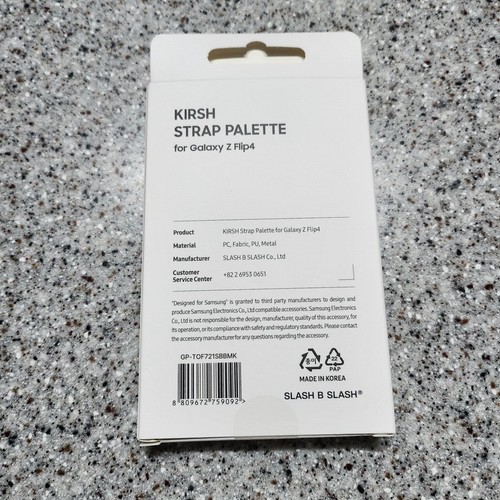 KIRSH
STRAP PALETTE
for Galaxy Z Flip4
Product KIRSH Strap Palette for Galaxy Z Flip4
Material PC, Fabric, PU, Metal
Manufacturer SLASH B SLASH Co., Ltd
Customer
Service Center +82 2 6953 0651
"Designed for Samsung" is granted to third party manufacturers to design and
produce Samsung Electronics Co., Ltd compatible accessories. Samsung Electronics
Co., Ltd is not responsible for the design, manufacturer, quality of this accessory, for
its operation, or its compliance with safety and regulatory standards. Please contact
the accessory manufacturer for any questions regarding the accessory.
GP-TOF721SBBMK
8 809672 759092 >
종이
22
PAP
MADE IN KOREA
SLASH B SLASH®